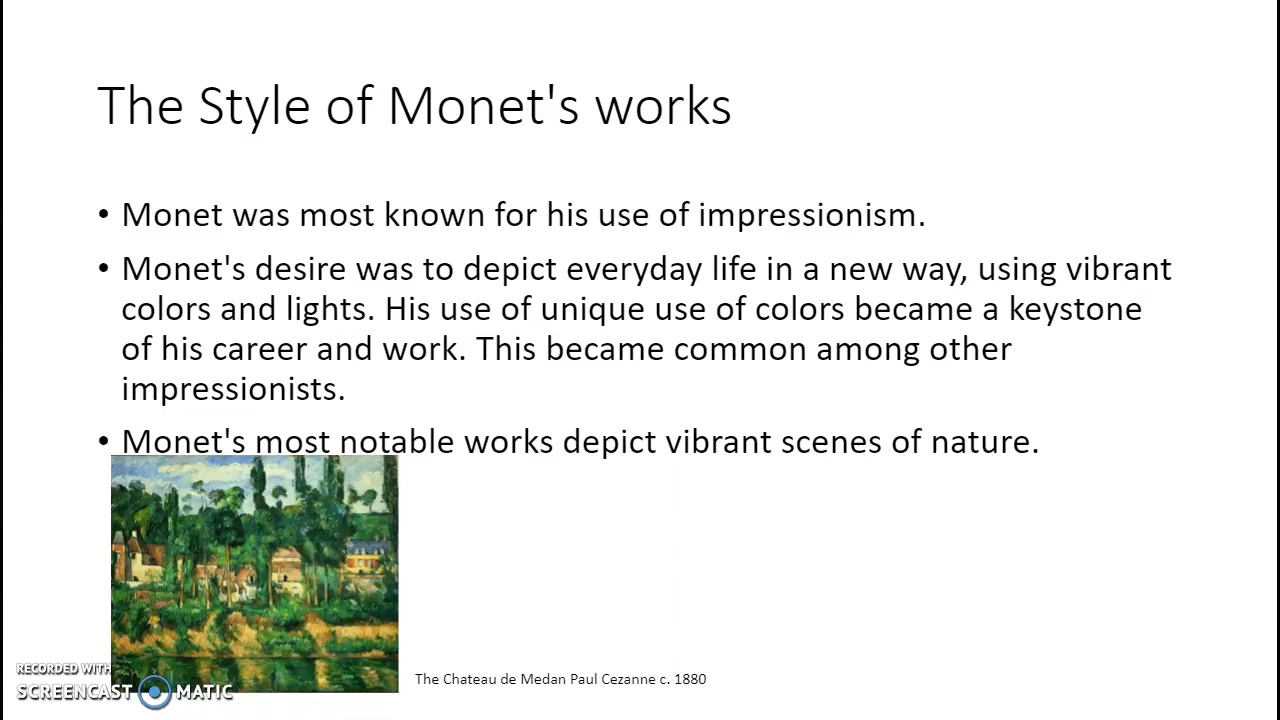 The Style of Monet's works
• Monet was most known for his use of impressionism.
• Monet's desire was to depict everyday life in a new way, using vibrant
colors and lights. His use of unique use of colors became a keystone
of his career and work. This became common among other
impressionists.
• Monet's most notable works depict vibrant scenes of nature.
The Chateau de Medan Paul Cezanne c. 1880
RECORDED WITH
SCREENCAST MATIC